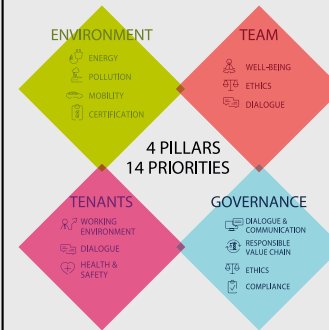 ENVIRONMENT
ENERGY
POLLUTION
MOBILITY
CERTIFICATION
TEAM
WELL-BEING
ETHICS
DIALOGUE
4 PILLARS
14 PRIORITIES
TENANTS
WORKING
ENVIRONMENT
DIALOGUE
HEALTH &
SAFETY
GOVERNANCE
DIALOGUE &
COMMUNICATION
RESPONSIBLE
VALUE CHAIN
ETHICS
COMPLIANCE